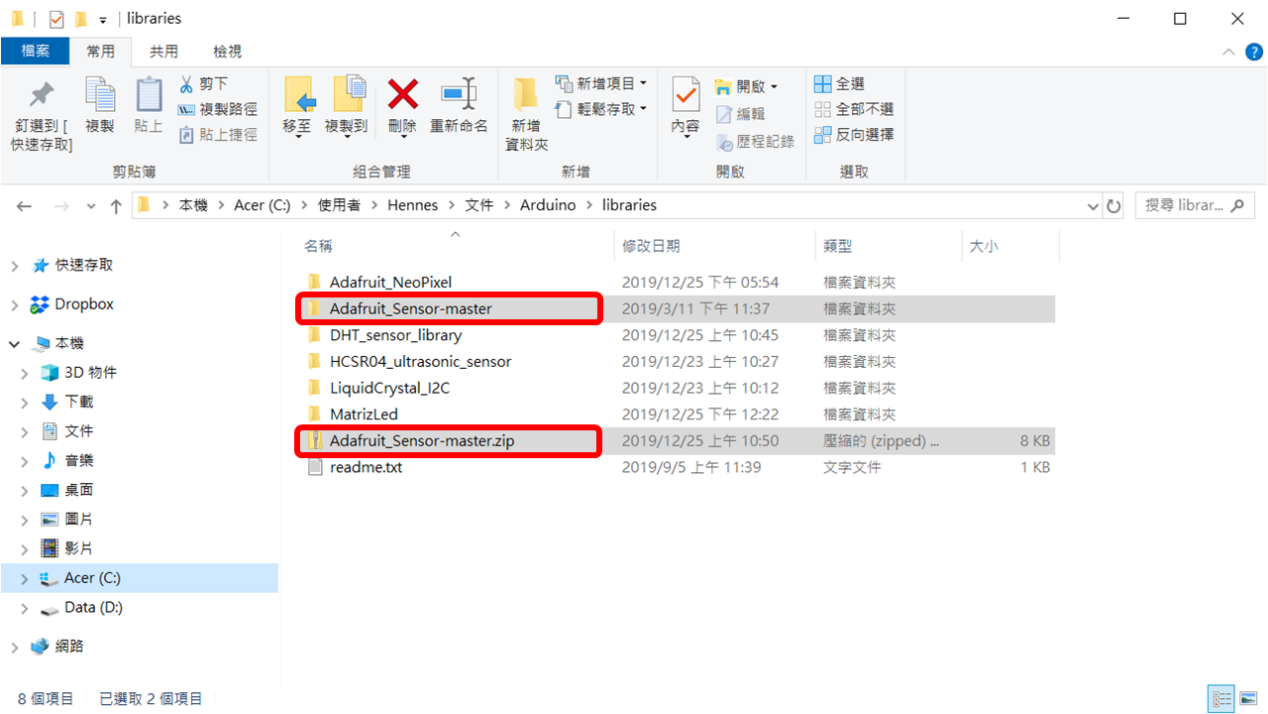 libraries
檔案 常用 共用 檢視
釘選到 [
快速存取]
複製
貼上
剪下
複製路徑
貼上捷徑
剪貼簿
移至
複製到
刪除
重新命名
組合管理
新增
資料夾
新增項目
輕鬆存取
新增
內容
開啟
編輯
歷程記錄
開啟
全選
全部不選
反向選擇
選取
本機 > Acer (C:) > 使用者 > Hennes > 文件 > Arduino > libraries
搜尋 librar...
快速存取
Dropbox
本機
3D 物件
下載
文件
音樂
桌面
圖片
影片
Acer (C:)
Data (D:)
網路
名稱 修改日期 類型 大小
Adafruit_NeoPixel 2019/12/25 下午 05:54 檔案資料夾
Adafruit_Sensor-master 2019/3/11 下午 11:37 檔案資料夾
DHT_sensor_library 2019/12/25 上午 10:45 檔案資料夾
HCSR04_ultrasonic_sensor 2019/12/23 上午 10:27 檔案資料夾
LiquidCrystal_I2C 2019/12/23 上午 10:12 檔案資料夾
MatrizLed 2019/12/25 下午 12:22 檔案資料夾
Adafruit_Sensor-master.zip 2019/12/25 上午 10:50 壓縮的 (zipped) ... 8 KB
readme.txt 2019/9/5 上午 11:39 文字文件 1 KB
8 個項目 已選取 2 個項目